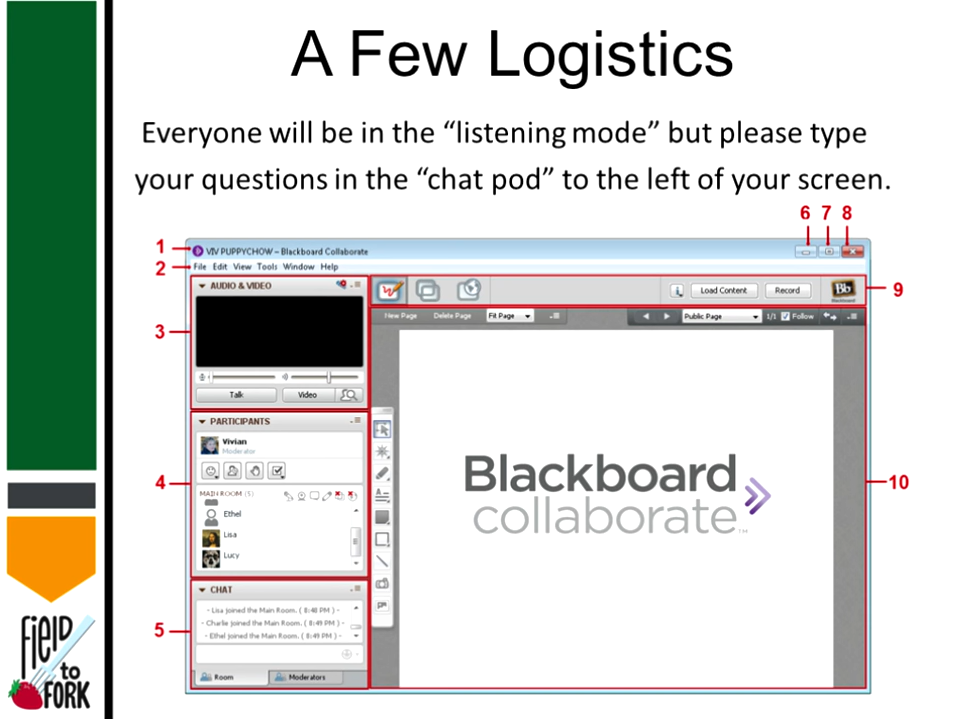 A Few Logistics
Everyone will be in the “listening mode” but please type
your questions in the “chat pod” to the left of your screen.
6 7 8
1
VIV PUPPYCHOW – Blackboard Collaborate
2
File Edit View Tools Window Help
AUDIO & VIDEO
Load Content
Record
Bb
Blackboard
9
New Page Delete Page Fit Page
Public Page 1/1 Follow
3
Talk
Video
PARTICIPANTS
Vivian
Moderator
4
MAIN ROOM (5)
Ethel
Lisa
Lucy
10
Blackboard
collaborate™
CHAT
5
- Lisa joined the Main Room. ( 8:48 PM ) -
- Charlie joined the Main Room. ( 8:49 PM ) -
- Ethel joined the Main Room. ( 8:49 PM ) -
Room
Moderators
FiElD
to
FORK